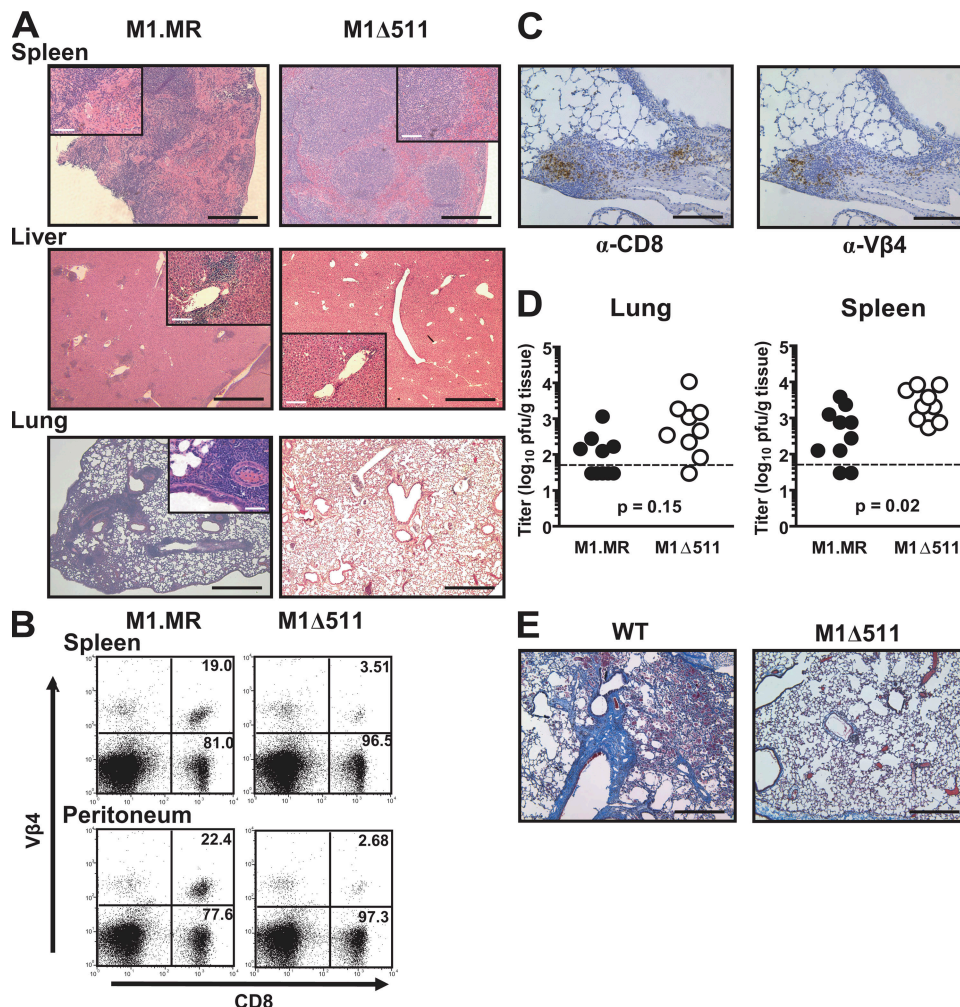 A
M1.MR
M1Δ511
Spleen
Liver
Lung
B
M1.MR
M1Δ511
Spleen
19.0
3.51
81.0
96.5
Peritoneum
22.4
2.68
77.6
97.3
Vβ4
CD8
C
α-CD8
α-Vβ4
D
Lung
Spleen
Titer (log10 pfu/g tissue)
5
4
3
2
1
0
p = 0.15
M1.MR
M1Δ511
Titer (log10 pfu/g tissue)
5
4
3
2
1
0
p = 0.02
M1.MR
M1Δ511
E
WT
M1Δ511